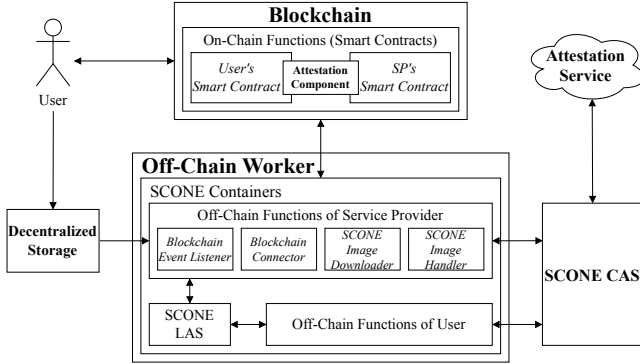 Blockchain
On-Chain Functions (Smart Contracts)
User's
Smart Contract
Attestation
Component
SP's
Smart Contract
User
Attestation
Service
Off-Chain Worker
SCONE Containers
Off-Chain Functions of Service Provider
Blockchain
Event Listener
Blockchain
Connector
SCONE
Image
Downloader
SCONE
Image
Handler
Decentralized
Storage
SCONE CAS
SCONE
LAS
Off-Chain Functions of User